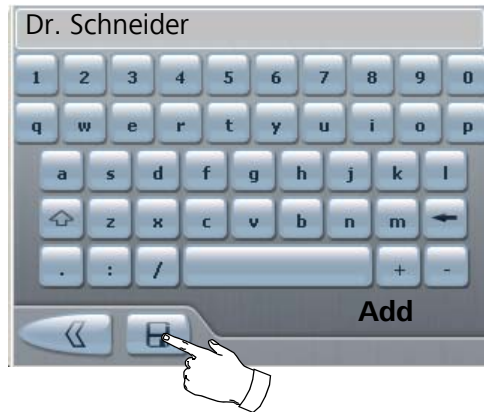 Dr. Schneider
1 2 3 4 5 6 7 8 9 0
q w e r t y u i o p
a s d f g h j k l
z x c v b n m
. : / + -
Add